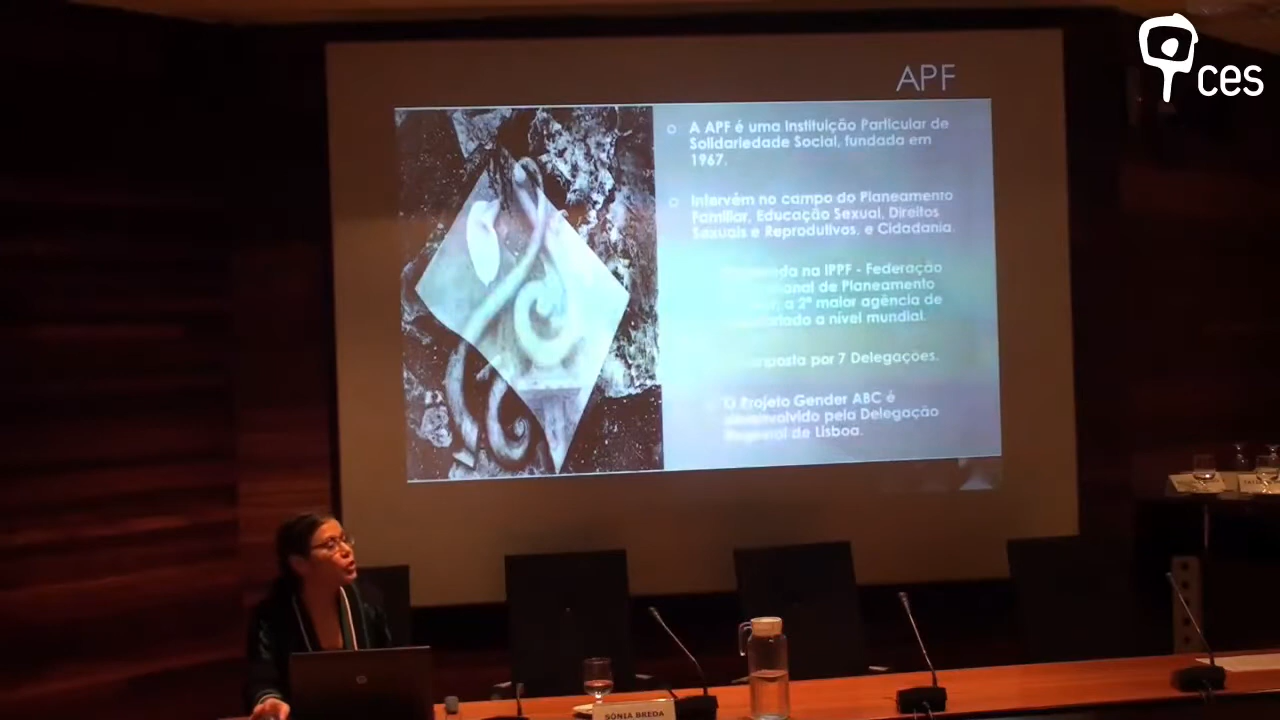 ces
APF
A APF é uma Instituição Particular de
Solidariedade Social, fundada em
1967.
Intervém no campo do Planeamento
Familiar, Educação Sexual, Direitos
Sexuais e Reprodutivos, e Cidadania.
na IPPF - Federação
de Planeamento
a 2ª maior agência de
a nível mundial.
por 7 Delegações.
O Projeto Gender ABC é
desenvolvido pela Delegação
Regional de Lisboa.
SÓNIA BREDA